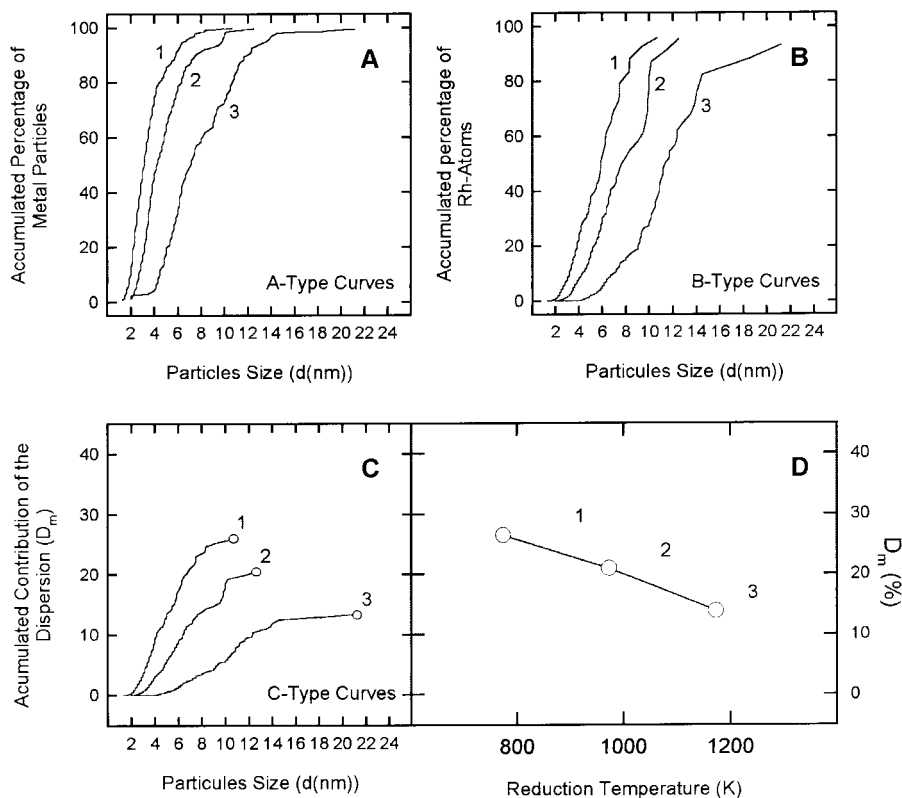 Accumulated Percentage of
Metal Particles
100
80
60
40
20
0
1
2
3
A
A-Type Curves
2 4 6 8 10 12 14 16 18 20 22 24
Particles Size (d(nm))
Accumulated percentage of
Rh-Atoms
100
80
60
40
20
0
1
2
3
B
B-Type Curves
2 4 6 8 10 12 14 16 18 20 22 24
Particules Size (d(nm))
Acumulated Contribution of the
Dispersion (Dm)
40
30
20
10
0
1
2
3
C
C-Type Curves
2 4 6 8 10 12 14 16 18 20 22 24
Particules Size (d(nm))
D
1
2
3
40
30
20
10
0
Dm (%)
800 1000 1200
Reduction Temperature (K)